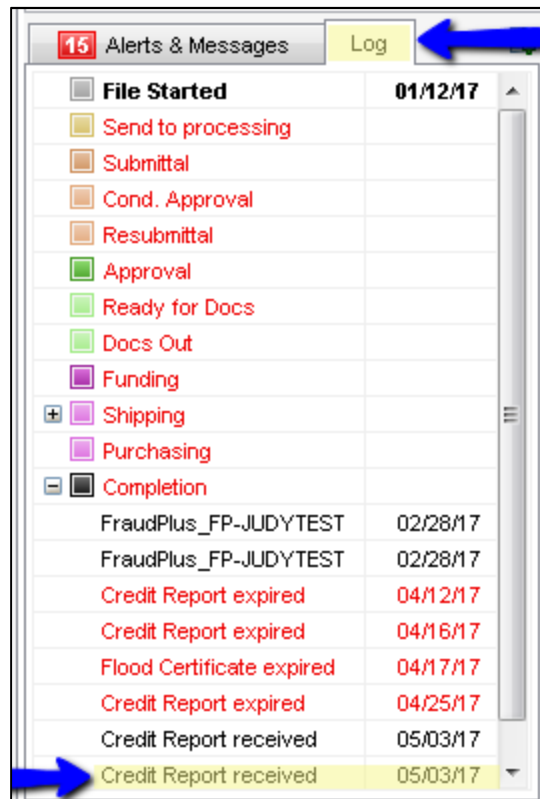 15 Alerts & Messages Log
File Started 01/12/17
Send to processing
Submittal
Cond. Approval
Resubmittal
Approval
Ready for Docs
Docs Out
Funding
Shipping
Purchasing
Completion
FraudPlus_FP-JUDYTEST 02/28/17
FraudPlus_FP-JUDYTEST 02/28/17
Credit Report expired 04/12/17
Credit Report expired 04/16/17
Flood Certificate expired 04/17/17
Credit Report expired 04/25/17
Credit Report received 05/03/17
Credit Report received 05/03/17